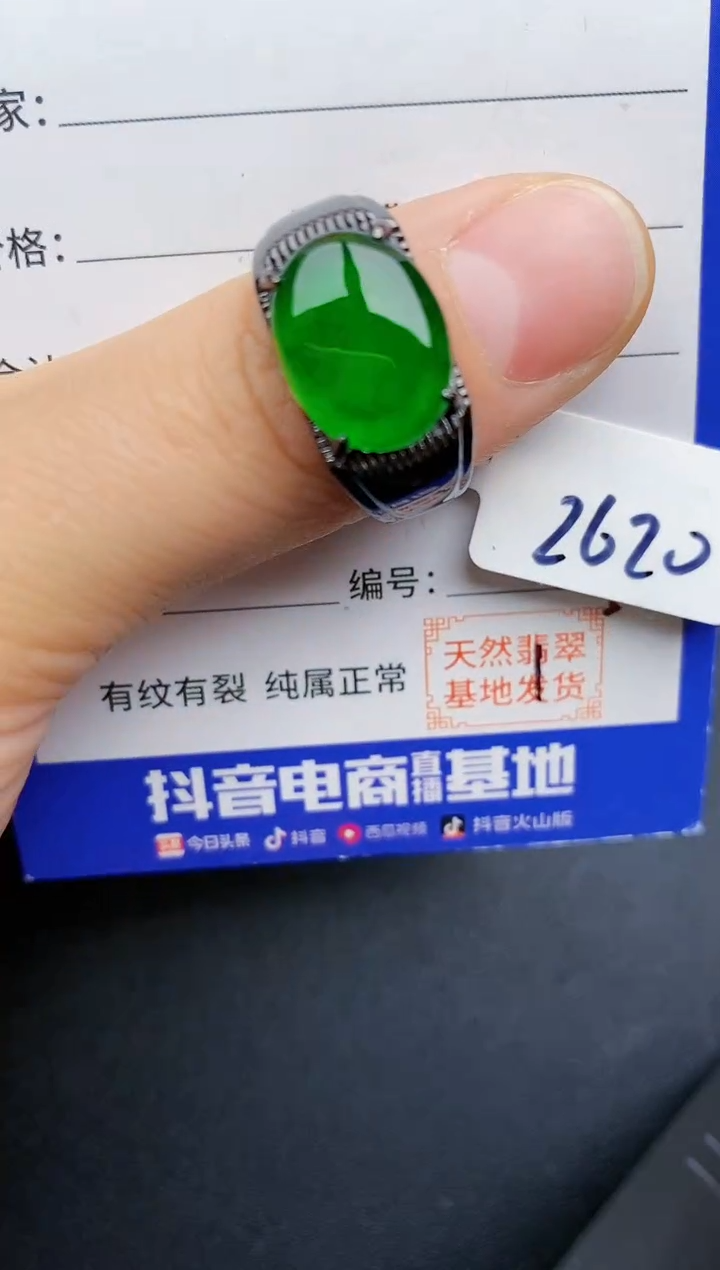 家：
格：
2620
编号：
有纹有裂 纯属正常
天然翡翠
基地发货
抖音电商直播基地
今日头条 抖音 西瓜视频 抖音火山版